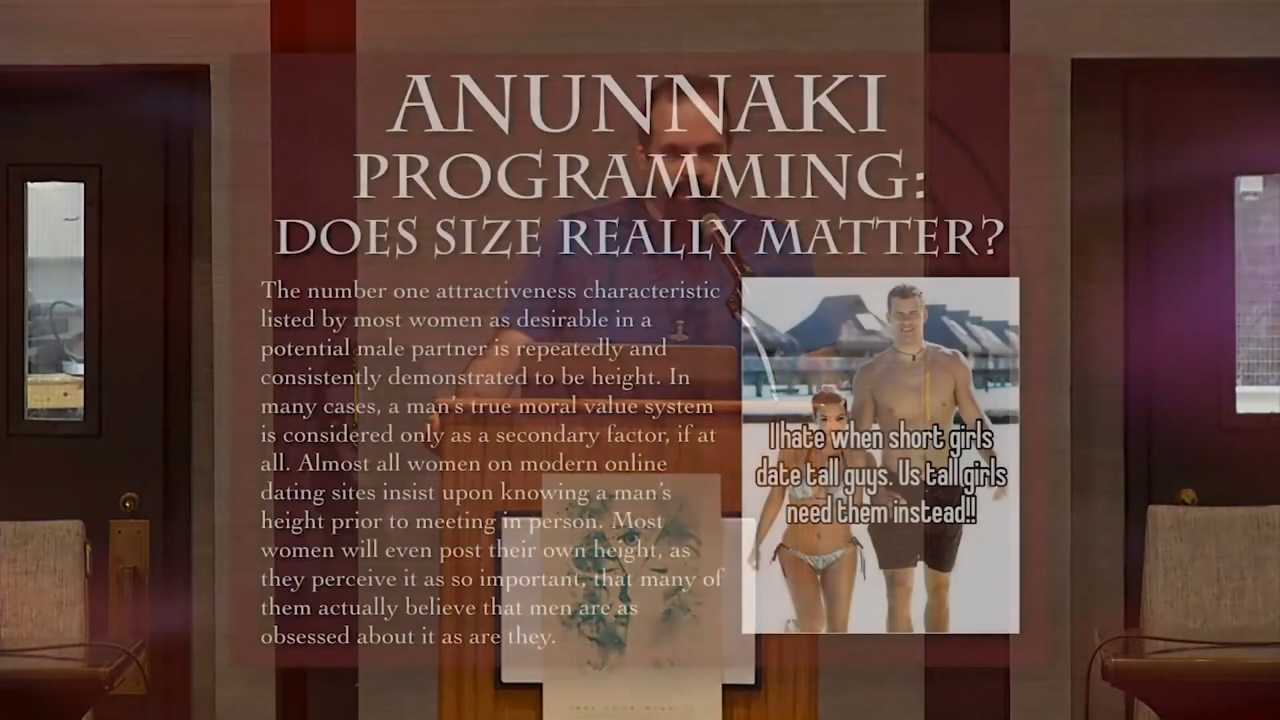 ANUNNAKI
PROGRAMMING:
DOES SIZE REALLY MATTER?
The number one attractiveness characteristic
listed by most women as desirable in a
potential male partner is repeatedly and
consistently demonstrated to be height. In
many cases, a man's true moral value system
is considered only as a secondary factor, if at
all. Almost all women on modern online
dating sites insist upon knowing a man's
height prior to meeting in person. Most
women will even post their own height, as
they perceive it as so important, that many of
them actually believe that men are as
obsessed about it as are they.
I hate when short girls
date tall guys. Us tall girls
need them instead!!